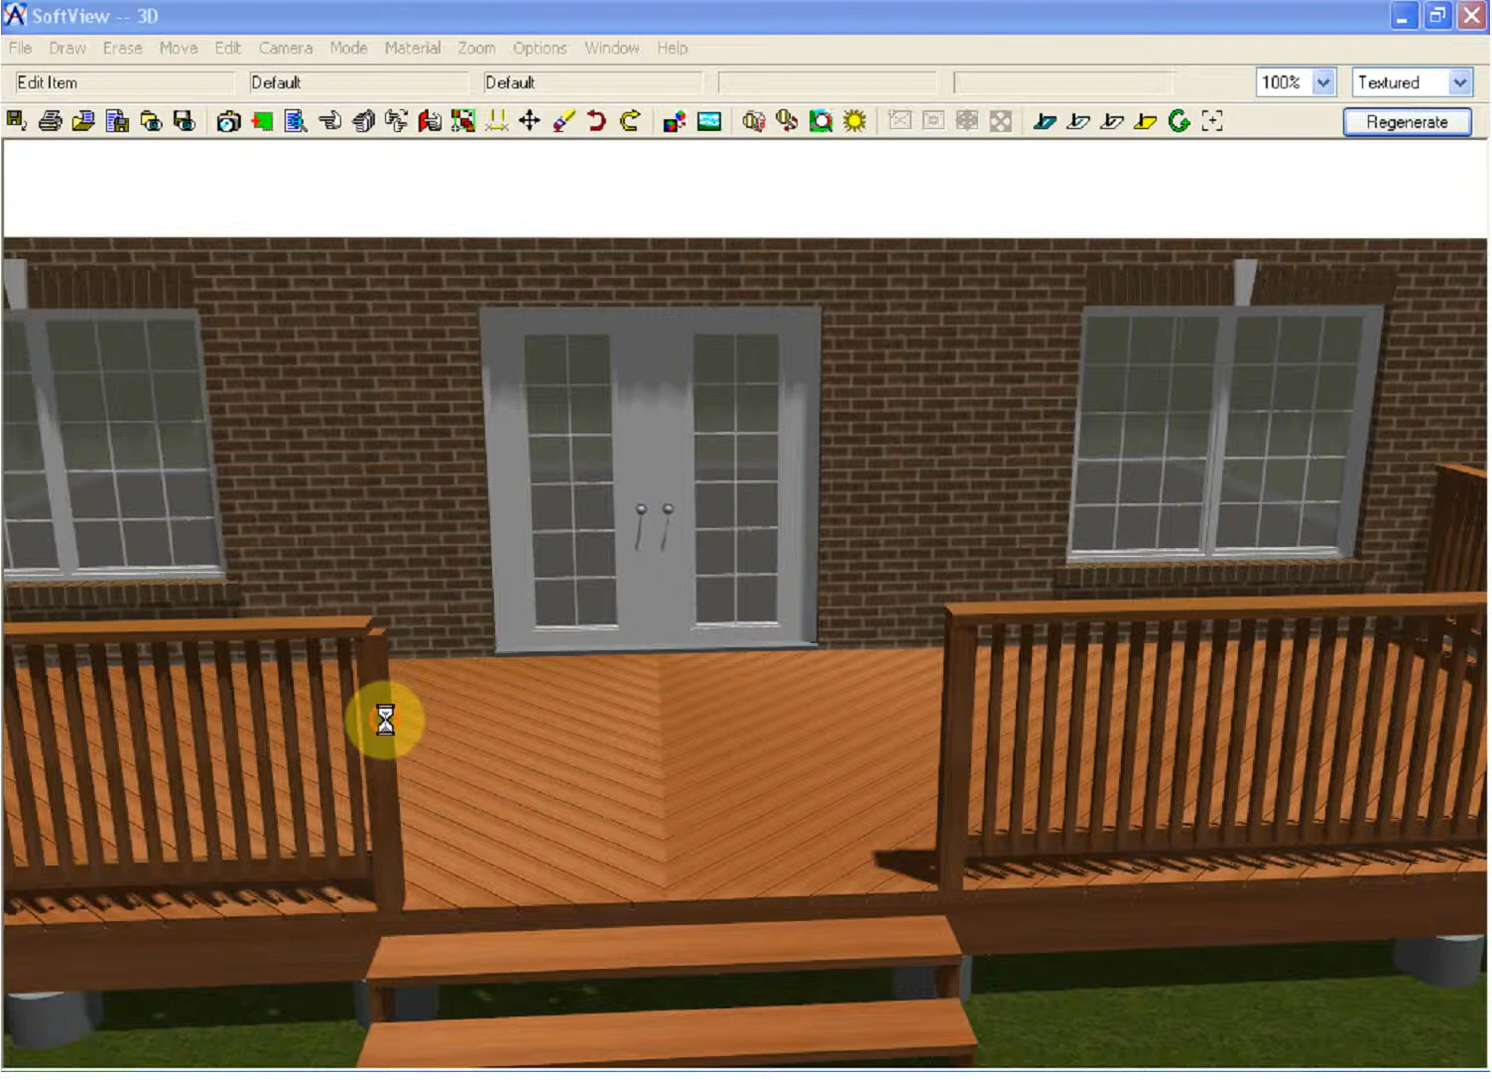 SoftView -- 3D
File Draw Erase Move Edit Camera Mode Material Zoom Options Window Help
Edit Item Default Default 100% Textured
Regenerate